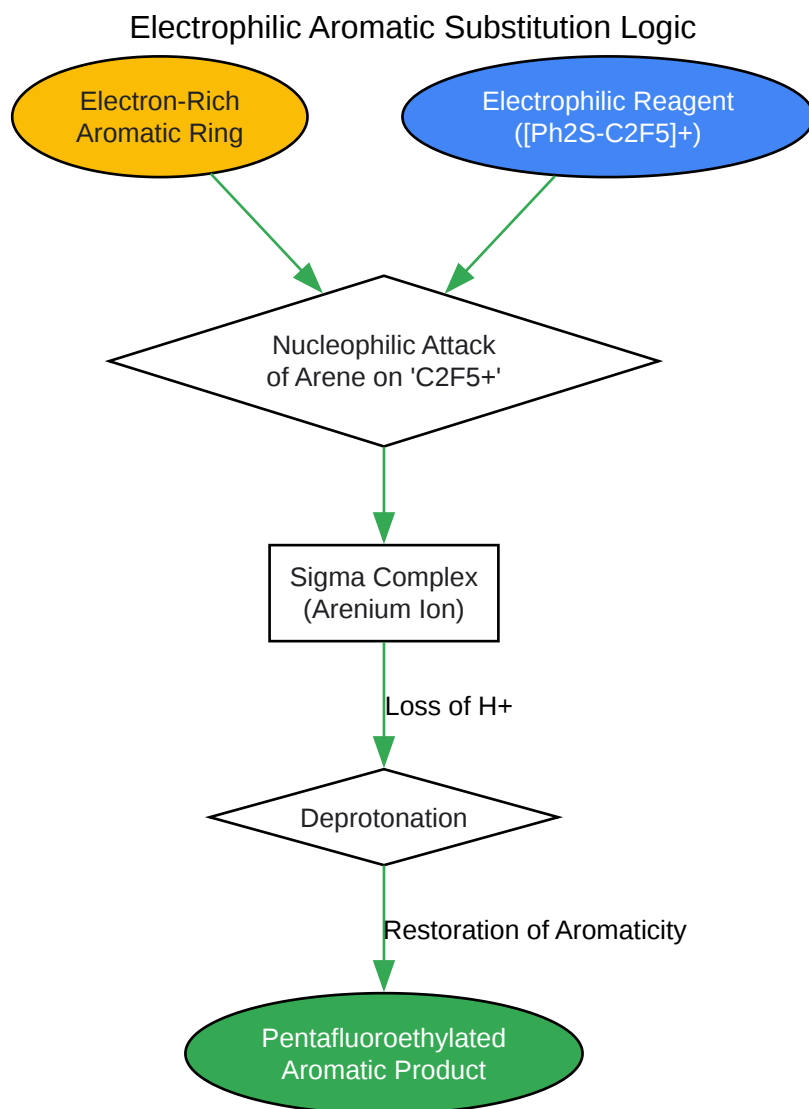 Electrophilic Aromatic Substitution Logic
Electron-Rich
Aromatic Ring
Electrophilic Reagent
([Ph2S-C2F5]+)
Nucleophilic Attack
of Arene on 'C2F5+'
Sigma Complex
(Arenium Ion)
Loss of H+
Deprotonation
Restoration of Aromaticity
Pentafluoroethylated
Aromatic Product